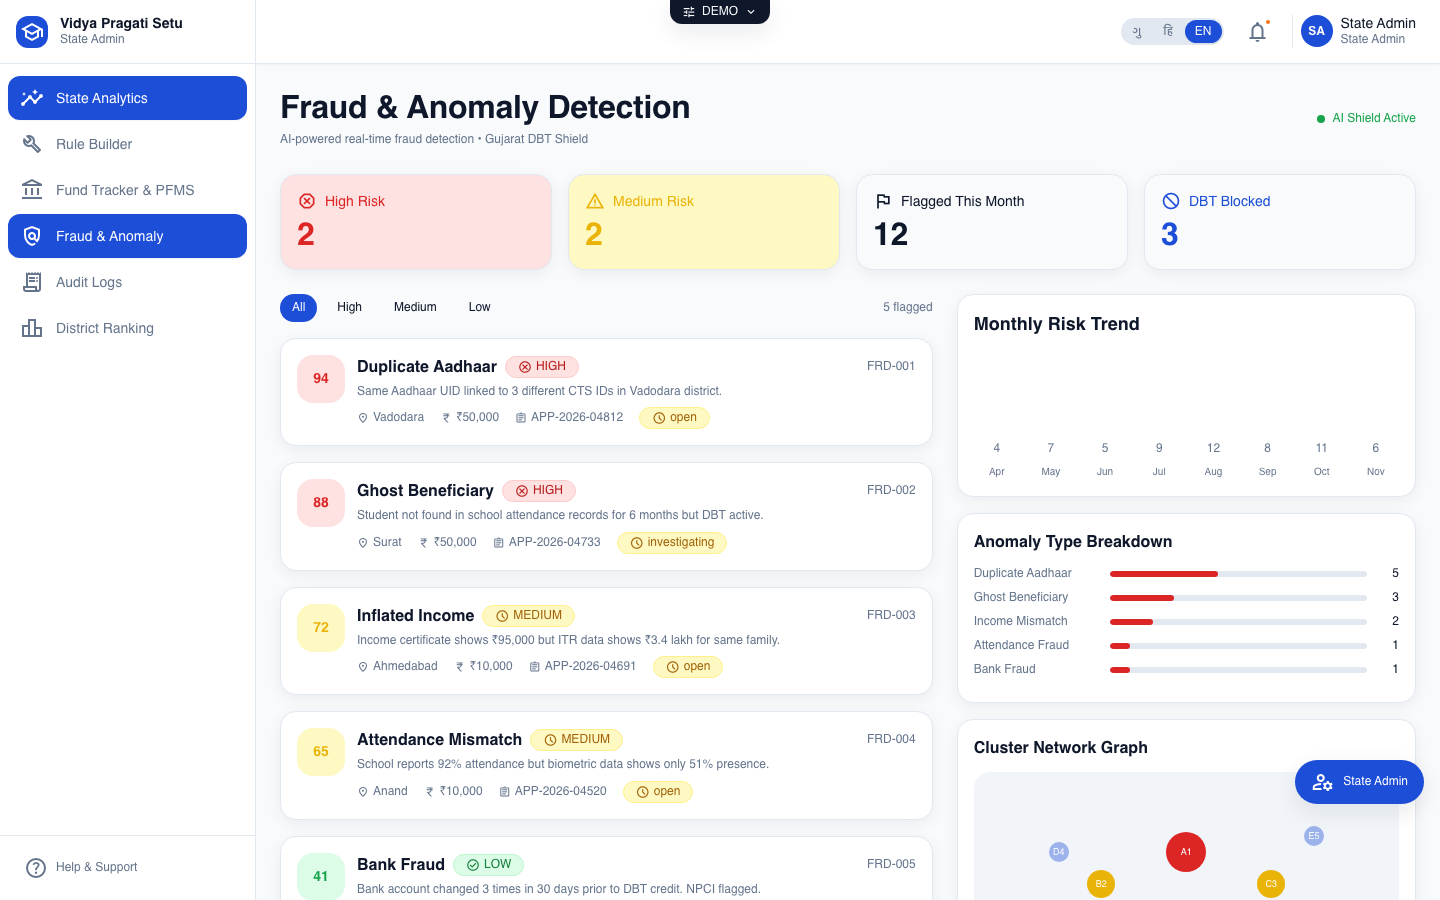 Vidya Pragati Setu
State Admin
DEMO
ગુ
हि
EN
SA
State Admin
State Admin
State Analytics
Rule Builder
Fund Tracker & PFMS
Fraud & Anomaly
Audit Logs
District Ranking
Help & Support
Fraud & Anomaly Detection
AI-powered real-time fraud detection • Gujarat DBT Shield
AI Shield Active
High Risk
2
Medium Risk
2
Flagged This Month
12
DBT Blocked
3
All High Medium Low
5 flagged
94
Duplicate Aadhaar HIGH FRD-001
Same Aadhaar UID linked to 3 different CTS IDs in Vadodara district.
Vadodara ₹50,000 APP-2026-04812 open
88
Ghost Beneficiary HIGH FRD-002
Student not found in school attendance records for 6 months but DBT active.
Surat ₹50,000 APP-2026-04733 investigating
72
Inflated Income MEDIUM FRD-003
Income certificate shows ₹95,000 but ITR data shows ₹3.4 lakh for same family.
Ahmedabad ₹10,000 APP-2026-04691 open
65
Attendance Mismatch MEDIUM FRD-004
School reports 92% attendance but biometric data shows only 51% presence.
Anand ₹10,000 APP-2026-04520 open
41
Bank Fraud LOW FRD-005
Bank account changed 3 times in 30 days prior to DBT credit. NPCI flagged.
Monthly Risk Trend
4 7 5 9 12 8 11 6
Apr May Jun Jul Aug Sep Oct Nov
Anomaly Type Breakdown
Duplicate Aadhaar 5
Ghost Beneficiary 3
Income Mismatch 2
Attendance Fraud 1
Bank Fraud 1
Cluster Network Graph
State Admin
E5
D4
A1
B2
C3